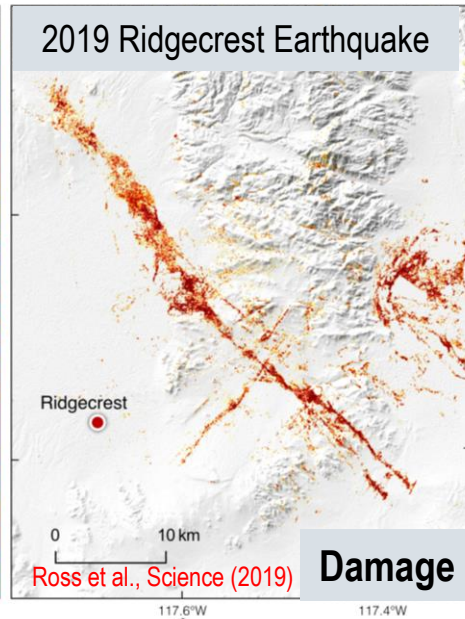 2019 Ridgecrest Earthquake
Ridgecrest
0 10 km
Ross et al., Science (2019)
Damage
117.6°W 117.4°W